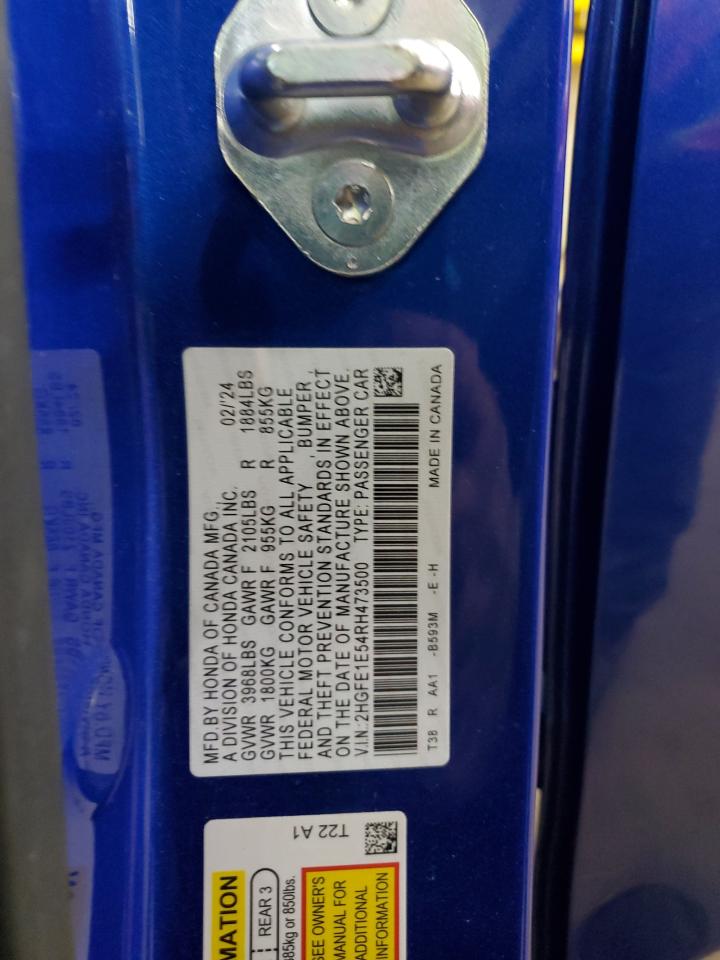 MFD.BY HONDA OF CANADA MFG.,
A DIVISION OF HONDA CANADA INC. 02/'24
GVWR 3968LBS GAWR F 2105LBS R 1884LBS
GVWR 1800KG GAWR F 955KG R 855KG
THIS VEHICLE CONFORMS TO ALL APPLICABLE
FEDERAL MOTOR VEHICLE SAFETY , BUMPER ,
AND THEFT PREVENTION STANDARDS IN EFFECT
ON THE DATE OF MANUFACTURE SHOWN ABOVE.
V.I.N.:2HGFE1E54RH473500 TYPE: PASSENGER CAR
T38 R AA1 -B593M -E -H MADE IN CANADA
T22 A1
MATION
REAR 3
385kg or 850lbs.
SEE OWNER'S
MANUAL FOR
ADDITIONAL
INFORMATION